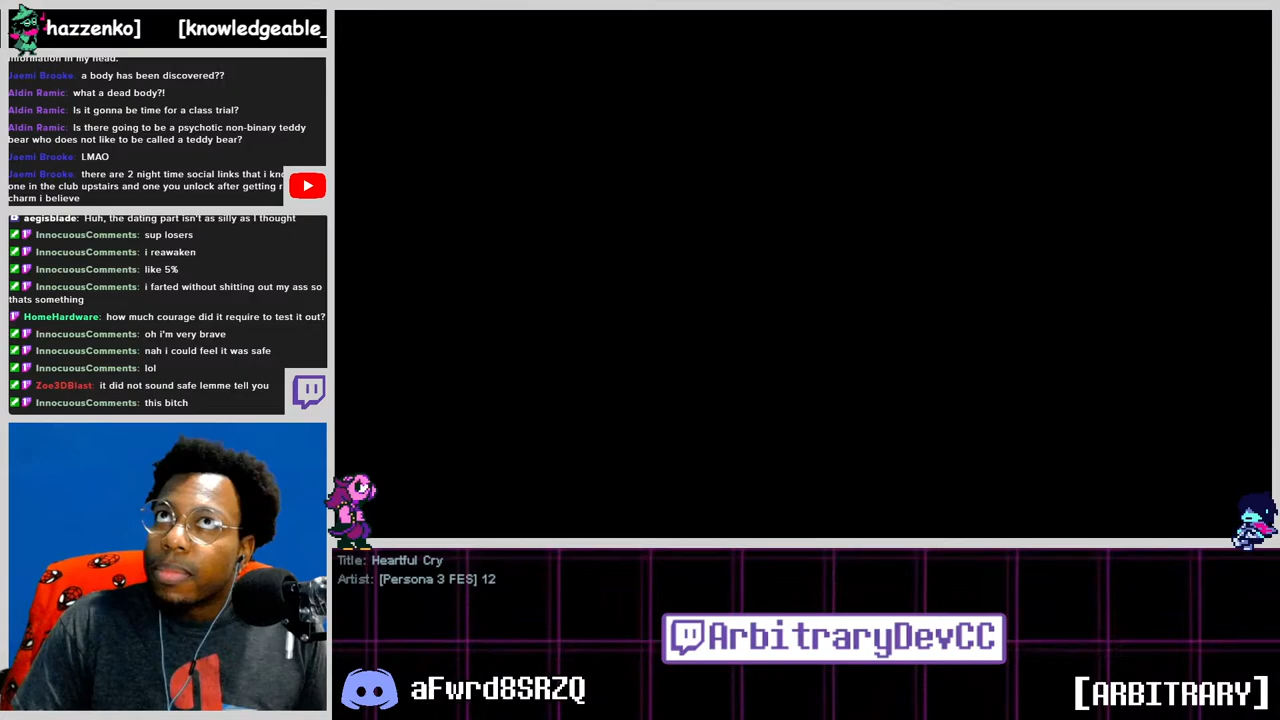 hazzenko] [knowledgeable_
information in my head.
Jaemi Brooke: a body has been discovered??
Aldin Ramic: what a dead body?!
Aldin Ramic: Is it gonna be time for a class trial?
Aldin Ramic: Is there going to be a psychotic non-binary teddy
bear who does not like to be called a teddy bear?
Jaemi Brooke: LMAO
Jaemi Brooke: there are 2 night time social links that i
one in the club upstairs and one you unlock after getting
charm i believe
aegisblade: Huh, the dating part isn't as silly as I thought
InnocuousComments: sup losers
InnocuousComments: i reawaken
InnocuousComments: like 5%
InnocuousComments: i farted without shitting out my ass so
thats something
HomeHardware: how much courage did it require to test it out?
InnocuousComments: oh i'm very brave
InnocuousComments: nah i could feel it was safe
InnocuousComments: lol
Zoe3DBlast: it did not sound safe lemme tell you
InnocuousComments: this bitch
Title: Heartful Cry
Artist: [Persona 3 FES] 12
ArbitraryDevCC
aFwrd8SRZQ
[ARBITRARY]